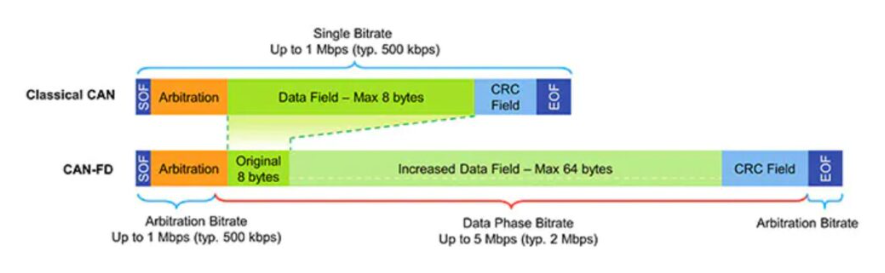 Single Bitrate
Up to 1 Mbps (typ. 500 kbps)
Classical CAN
SOF
Arbitration
Data Field – Max 8 bytes
CRC
Field
EOF
CAN-FD
SOF
Arbitration
Original
8 bytes
Increased Data Field – Max 64 bytes
CRC Field
EOF
Arbitration Bitrate
Up to 1 Mbps (typ. 500 kbps)
Data Phase Bitrate
Up to 5 Mbps (typ. 2 Mbps)
Arbitration Bitrate